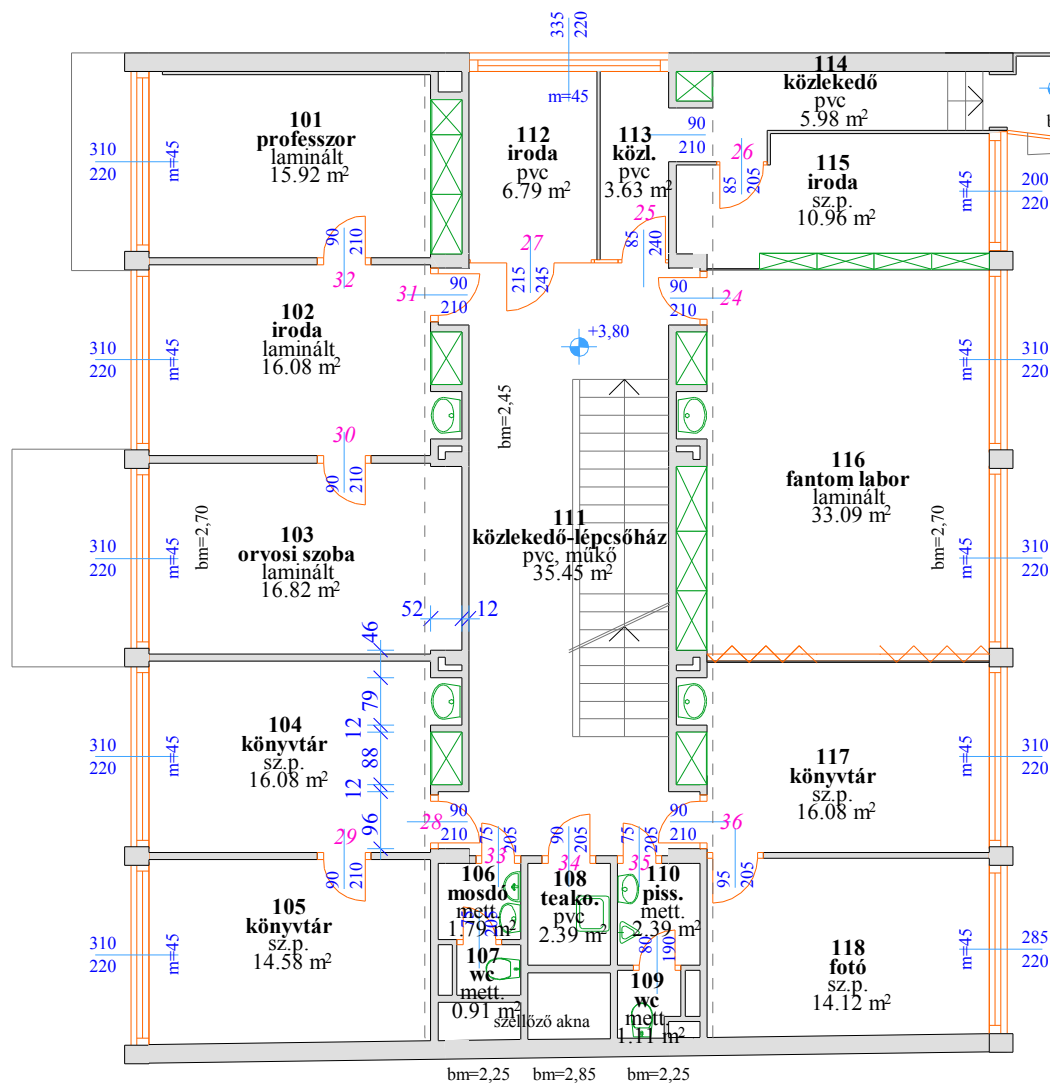 335
220
101
professzor
laminált
15.92 m²
310
220
m=45
112
iroda
pvc
6.79 m²
m=45
113
közl.
pvc
3.63 m²
90
210
114
közlekedő
pvc
5.98 m²
26
85
205
115
iroda
sz.p.
10.96 m²
m=45
200
220
25
85
240
27
215
245
90
210
32
31
90
210
90
210
24
102
iroda
laminált
16.08 m²
310
220
m=45
+3,80
m=45
310
220
30
90
210
bm=2,45
116
fantom labor
laminált
33.09 m²
103
orvosi szoba
laminált
16.82 m²
310
220
m=45
bm=2,70
111
közlekedő-lépcsőház
pvc, műkő
35.45 m²
bm=2,70
m=45
310
220
52
12
46
79
12
88
12
96
104
könyvtár
sz.p.
16.08 m²
310
220
m=45
117
könyvtár
sz.p.
16.08 m²
m=45
310
220
28
90
210
29
90
210
33
75
205
34
90
205
35
75
205
90
210
36
95
205
105
könyvtár
sz.p.
14.58 m²
310
220
m=45
106
mosdó
mett.
1.79 m²
75
205
107
wc
mett.
0.91 m²
108
teako.
pvc
2.39 m²
110
piss.
mett.
2.39 m²
80
190
109
wc
mett.
1.11 m²
szellőző akna
118
fotó
sz.p.
14.12 m²
m=45
285
220
bm=2,25
bm=2,85
bm=2,25